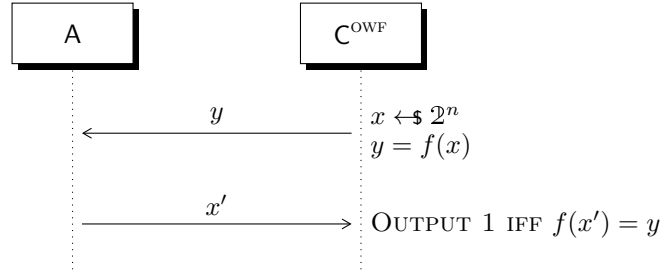 A
C^OWF
y
x ←$ 2^n
y = f(x)
x′
OUTPUT 1 IFF f(x′) = y